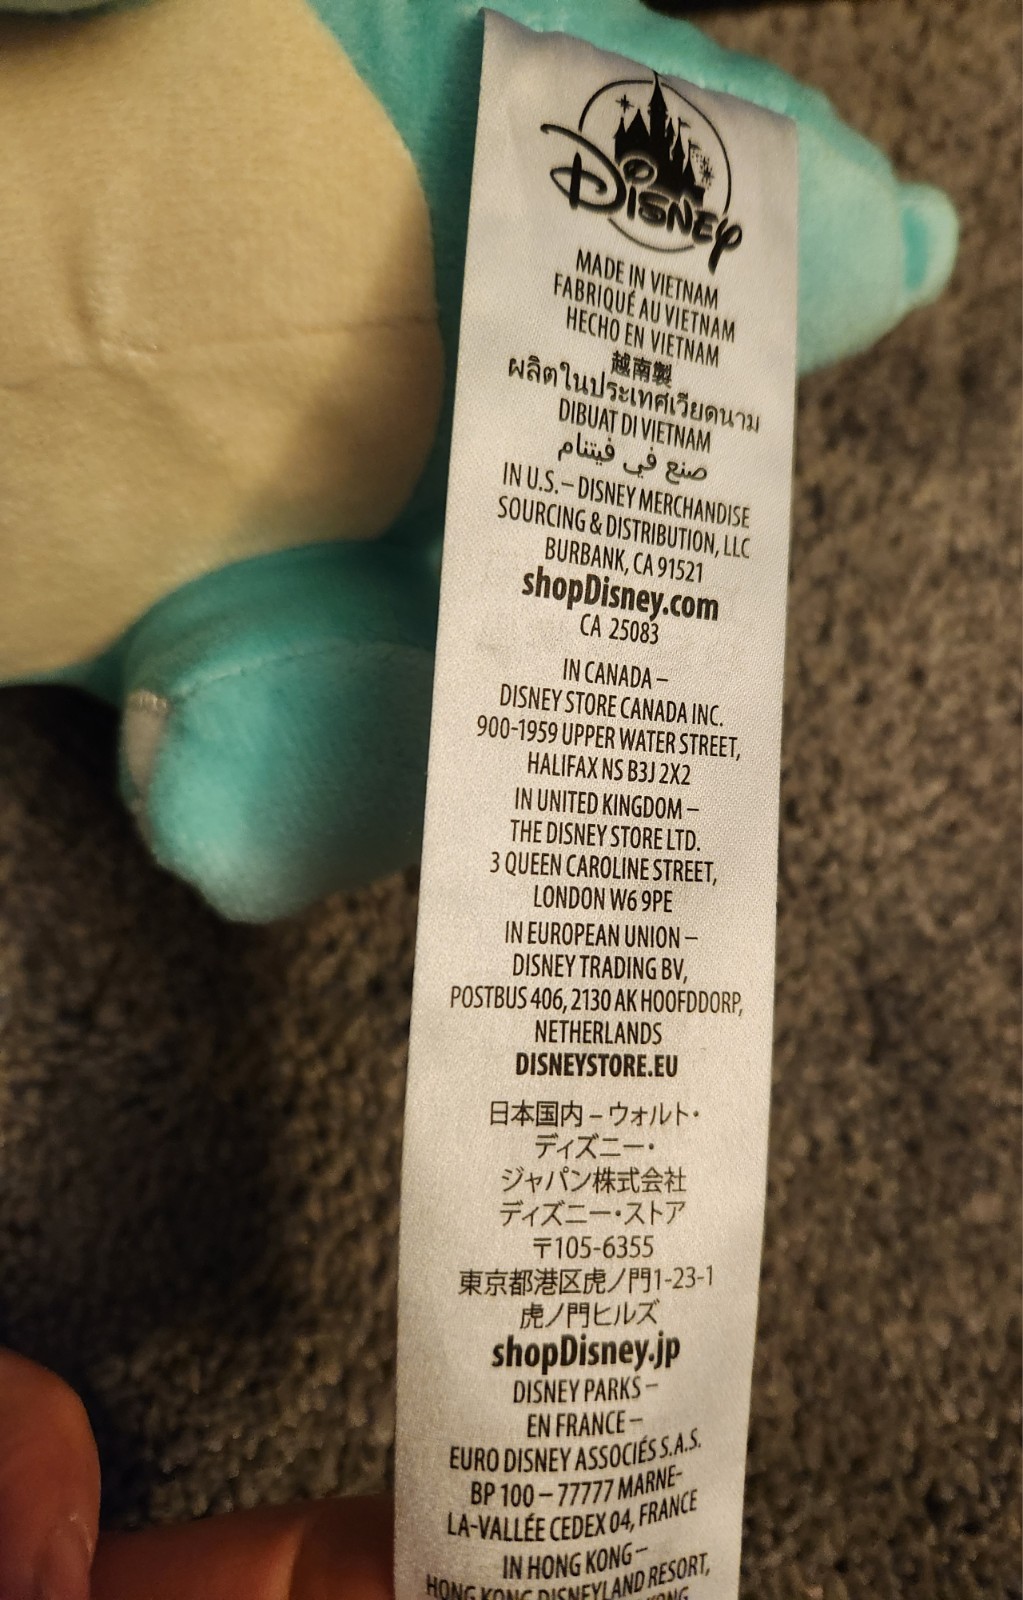 Disney
MADE IN VIETNAM
FABRIQUÉ AU VIETNAM
HECHO EN VIETNAM
越南製
ผลิตในประเทศเวียดนาม
DIBUAT DI VIETNAM
صنع في فيتنام
IN U.S. – DISNEY MERCHANDISE
SOURCING & DISTRIBUTION, LLC
BURBANK, CA 91521
shopDisney.com
CA 25083
IN CANADA –
DISNEY STORE CANADA INC.
900-1959 UPPER WATER STREET,
HALIFAX NS B3J 2X2
IN UNITED KINGDOM –
THE DISNEY STORE LTD.
3 QUEEN CAROLINE STREET,
LONDON W6 9PE
IN EUROPEAN UNION –
DISNEY TRADING BV,
POSTBUS 406, 2130 AK HOOFDDORP,
NETHERLANDS
DISNEYSTORE.EU
日本国内 – ウォルト・
ディズニー・
ジャパン株式会社
ディズニー・ストア
〒105-6355
東京都港区虎ノ門1-23-1
虎ノ門ヒルズ
shopDisney.jp
DISNEY PARKS –
EN FRANCE –
EURO DISNEY ASSOCIÉS S.A.S.
BP 100 – 77777 MARNE-
LA-VALLÉE CEDEX 04, FRANCE
IN HONG KONG –
HONG KONG DISNEYLAND RESORT,
KONG